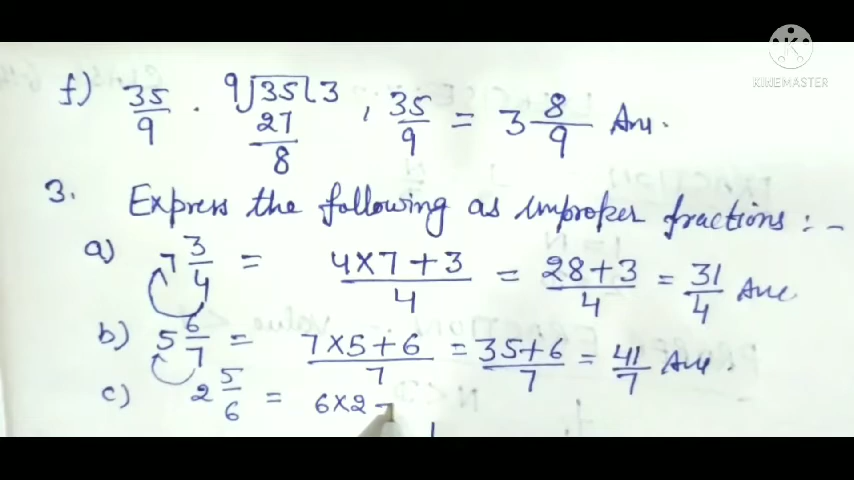 KINEMASTER
f) 35/9 . 9)35(3 , 35/9 = 3 8/9 Ans.
27
8
3. Express the following as improper fractions :-
a) 7 3/4 = 4×7+3/4 = 28+3/4 = 31/4 Ans
b) 5 6/7 = 7×5+6/7 = 35+6/7 = 41/7 Ans.
c) 2 5/6 = 6×2